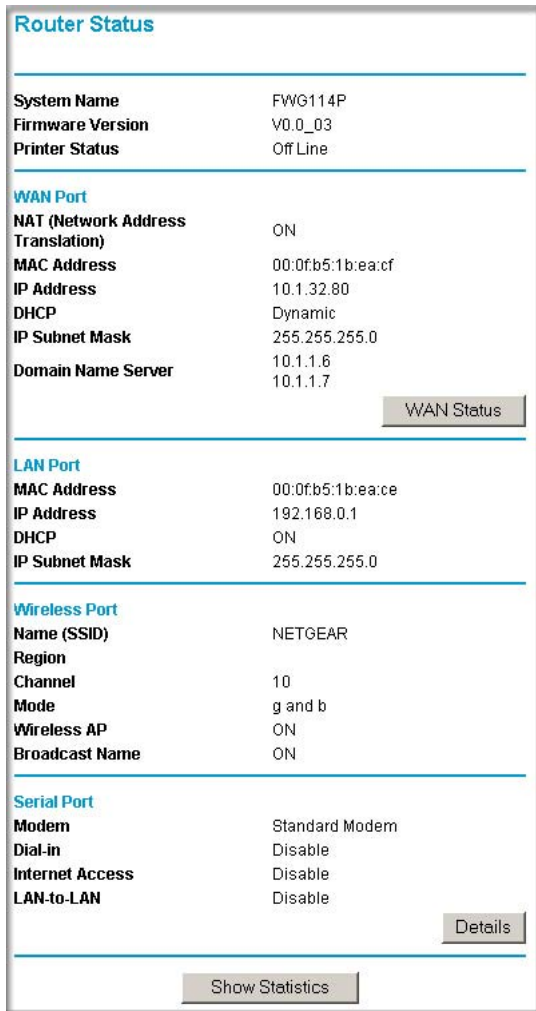 Router Status
System Name FWG114P
Firmware Version V0.0_03
Printer Status Off Line
WAN Port
NAT (Network Address
Translation) ON
MAC Address 00:0f:b5:1b:ea:cf
IP Address 10.1.32.80
DHCP Dynamic
IP Subnet Mask 255.255.255.0
Domain Name Server 10.1.1.6
10.1.1.7
WAN Status
LAN Port
MAC Address 00:0f:b5:1b:ea:ce
IP Address 192.168.0.1
DHCP ON
IP Subnet Mask 255.255.255.0
Wireless Port
Name (SSID) NETGEAR
Region
Channel 10
Mode g and b
Wireless AP ON
Broadcast Name ON
Serial Port
Modem Standard Modem
Dial-in Disable
Internet Access Disable
LAN-to-LAN Disable
Details
Show Statistics